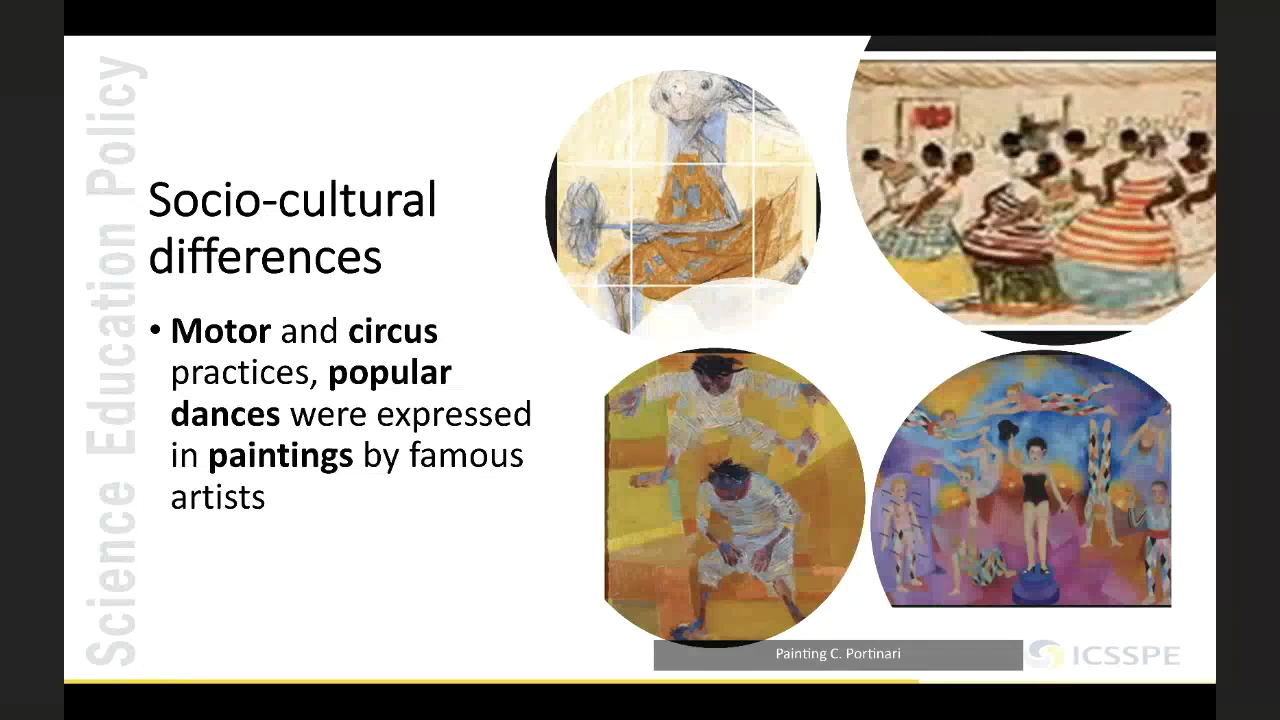 Science Education Policy
Socio-cultural
differences
• Motor and circus
practices, popular
dances were expressed
in paintings by famous
artists
Painting C. Portinari
ICSSPE